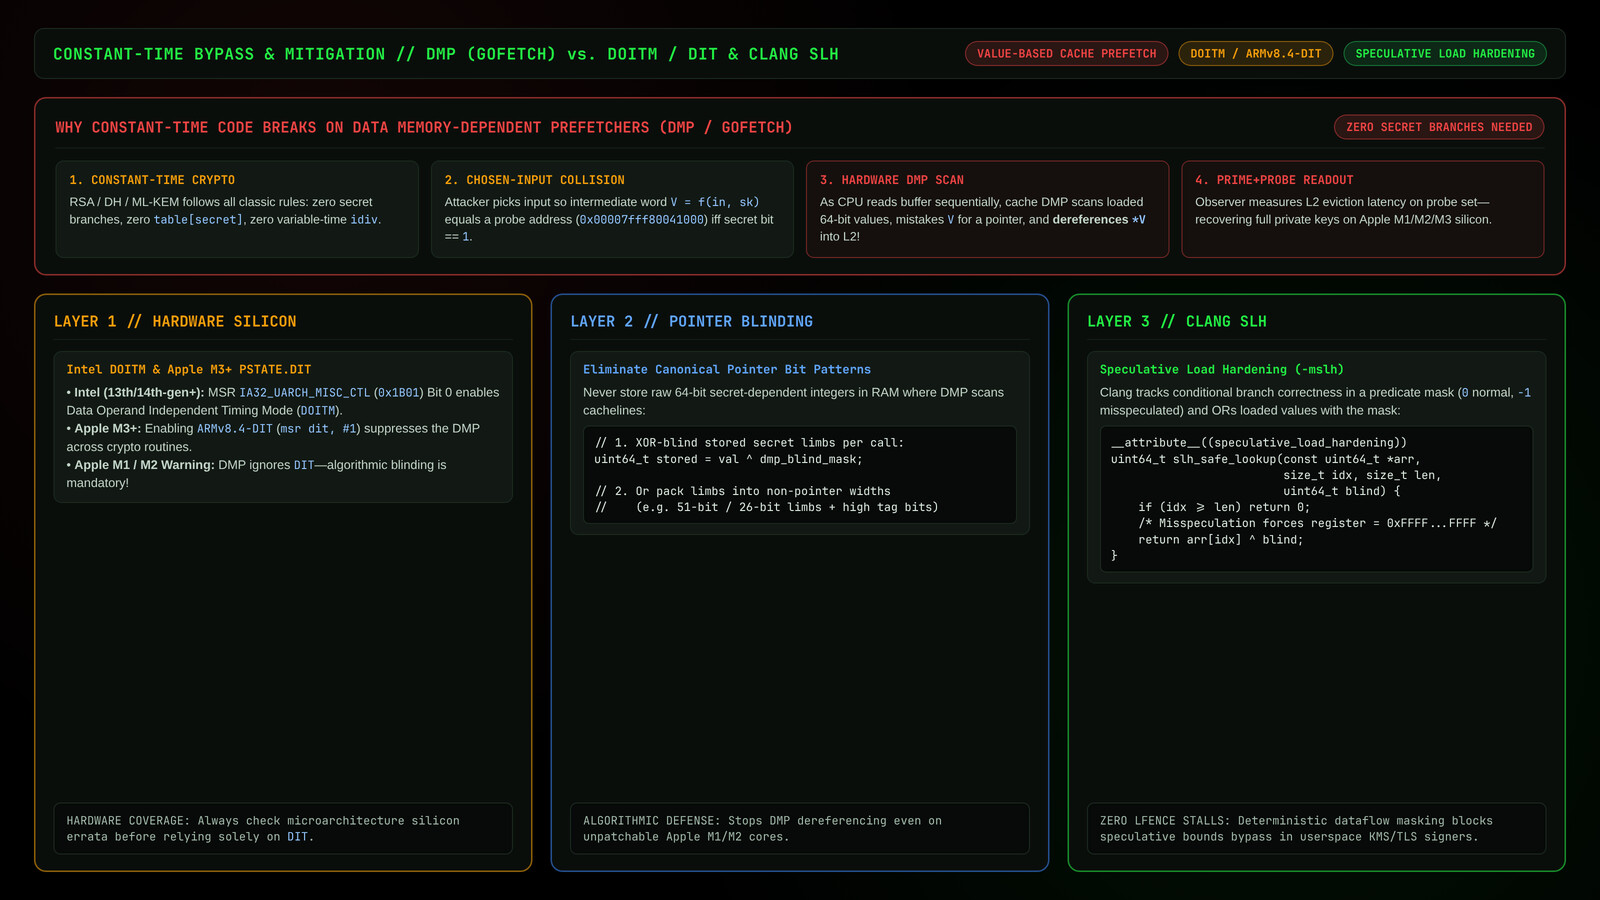 CONSTANT-TIME BYPASS & MITIGATION // DMP (GOFETCH) vs. DOITM / DIT & CLANG SLH
VALUE-BASED CACHE PREFETCH
DOITM / ARMv8.4-DIT
SPECULATIVE LOAD HARDENING
WHY CONSTANT-TIME CODE BREAKS ON DATA MEMORY-DEPENDENT PREFETCHERS (DMP / GOFETCH)
ZERO SECRET BRANCHES NEEDED
1. CONSTANT-TIME CRYPTO
RSA / DH / ML-KEM follows all classic rules: zero secret
branches, zero table[secret], zero variable-time idiv.
2. CHOSEN-INPUT COLLISION
Attacker picks input so intermediate word V = f(in, sk)
equals a probe address (0x00007fff80041000) iff secret bit
== 1.
3. HARDWARE DMP SCAN
As CPU reads buffer sequentially, cache DMP scans loaded
64-bit values, mistakes V for a pointer, and dereferences *V
into L2!
4. PRIME+PROBE READOUT
Observer measures L2 eviction latency on probe set—
recovering full private keys on Apple M1/M2/M3 silicon.
LAYER 1 // HARDWARE SILICON
Intel DOITM & Apple M3+ PSTATE.DIT
• Intel (13th/14th-gen+): MSR IA32_UARCH_MISC_CTL (0x1B01) Bit 0 enables
Data Operand Independent Timing Mode (DOITM).
• Apple M3+: Enabling ARMv8.4-DIT (msr dit, #1) suppresses the DMP
across crypto routines.
• Apple M1 / M2 Warning: DMP ignores DIT—algorithmic blinding is
mandatory!
HARDWARE COVERAGE: Always check microarchitecture silicon
errata before relying solely on DIT.
LAYER 2 // POINTER BLINDING
Eliminate Canonical Pointer Bit Patterns
Never store raw 64-bit secret-dependent integers in RAM where DMP scans
cachelines:
// 1. XOR-blind stored secret limbs per call:
uint64_t stored = val ^ dmp_blind_mask;
// 2. Or pack limbs into non-pointer widths
//    (e.g. 51-bit / 26-bit limbs + high tag bits)
ALGORITHMIC DEFENSE: Stops DMP dereferencing even on
unpatchable Apple M1/M2 cores.
LAYER 3 // CLANG SLH
Speculative Load Hardening (-mslh)
Clang tracks conditional branch correctness in a predicate mask (0 normal, -1
misspeculated) and ORs loaded values with the mask:
__attribute__((speculative_load_hardening))
uint64_t slh_safe_lookup(const uint64_t *arr,
                         size_t idx, size_t len,
                         uint64_t blind) {
    if (idx >= len) return 0;
    /* Misspeculation forces register = 0xFFFF...FFFF */
    return arr[idx] ^ blind;
}
ZERO LFENCE STALLS: Deterministic dataflow masking blocks
speculative bounds bypass in userspace KMS/TLS signers.